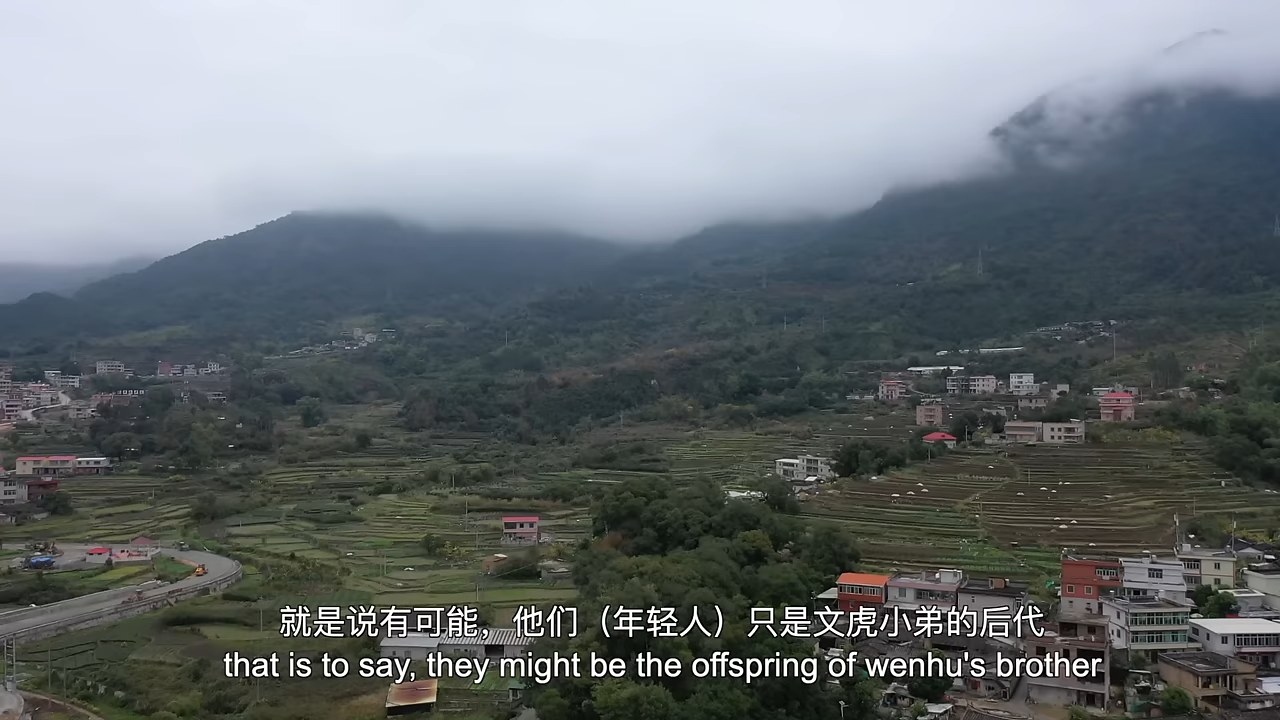 就是说有可能，他们（年轻人）只是文虎小弟的后代
that is to say, they might be the offspring of wenhu's brother